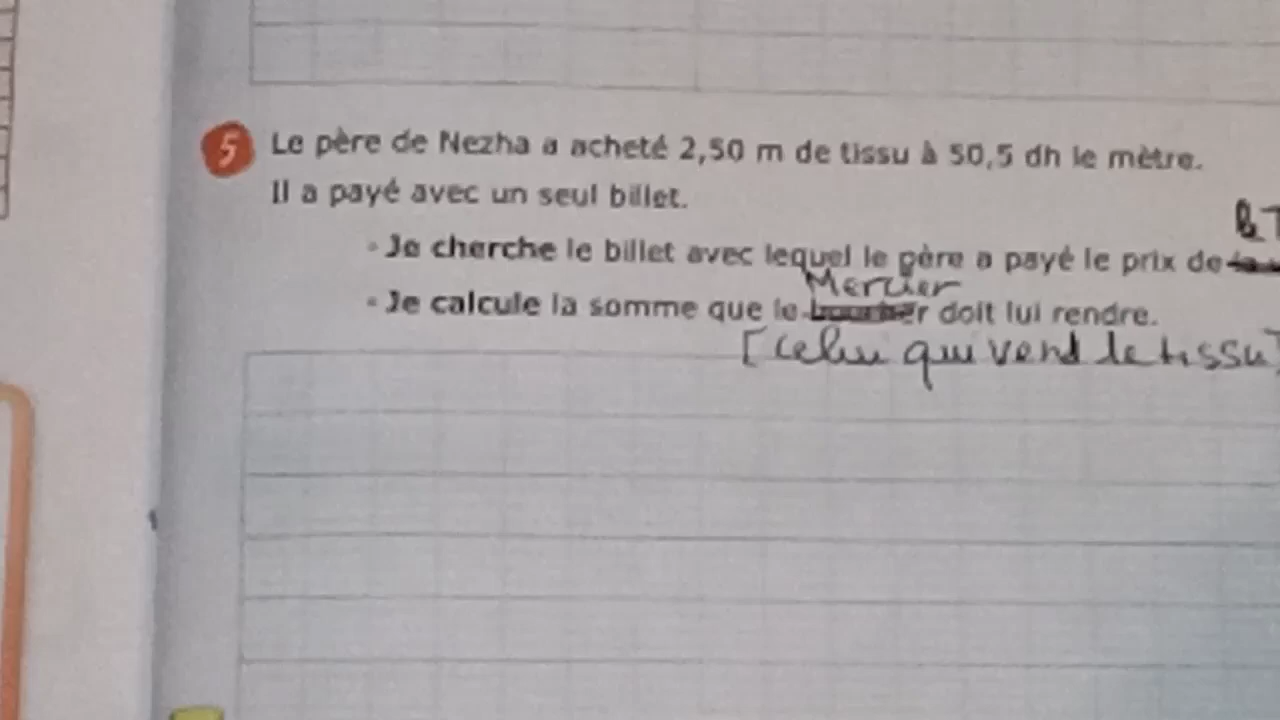 5 Le père de Nezha a acheté 2,50 m de tissu à 50,5 dh le mètre.
Il a payé avec un seul billet.
- Je cherche le billet avec lequel le père a payé le prix de
Mercier
- Je calcule la somme que le doit lui rendre.
[celui qui vend le tissu]